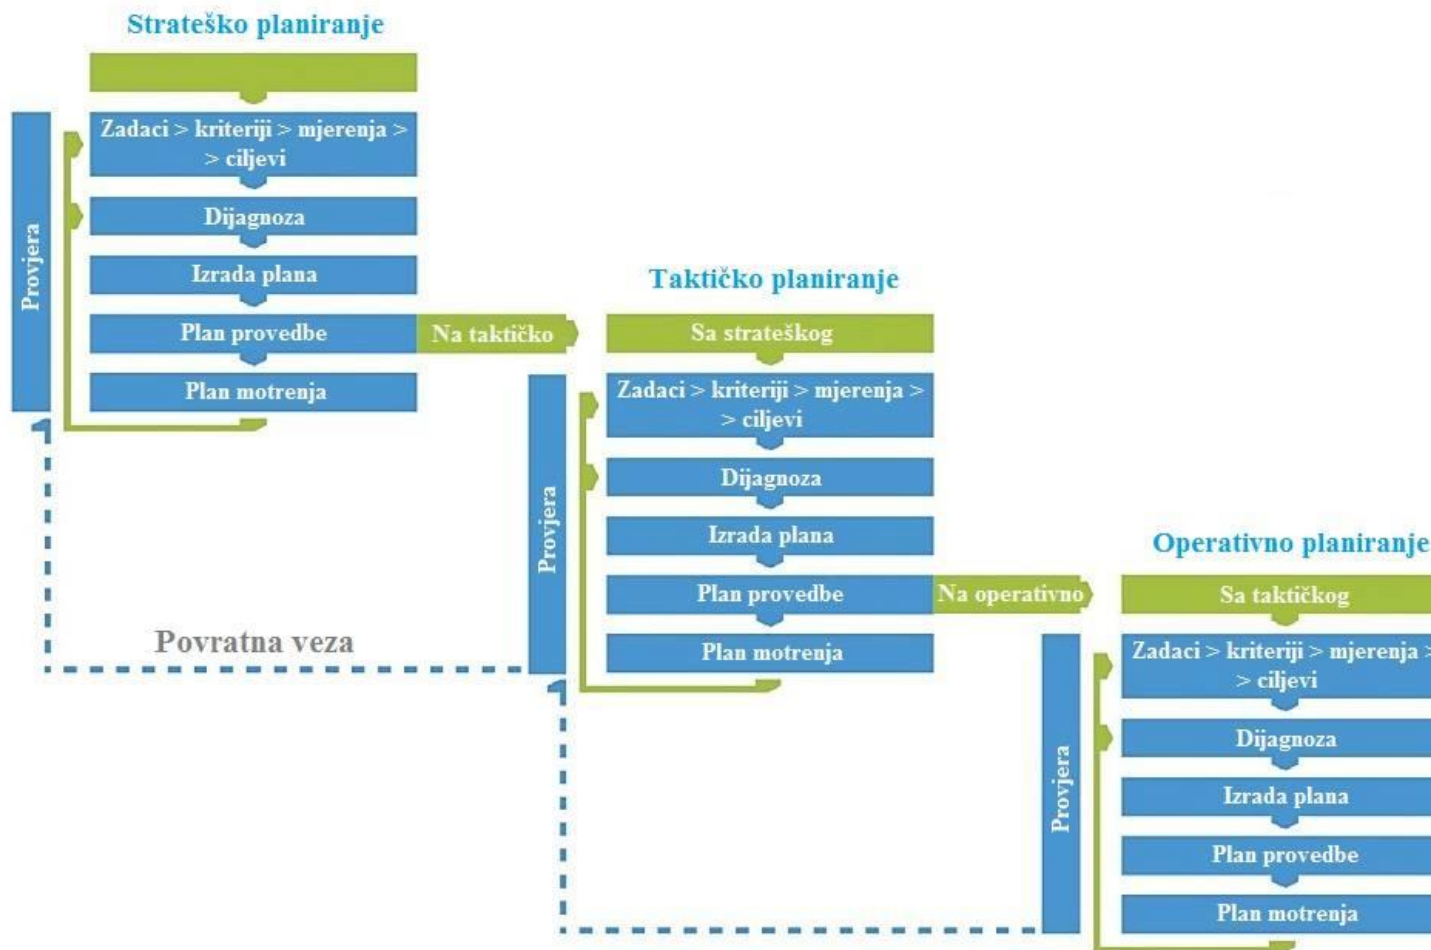 Strateško planiranje
Provjera
Zadaci > kriteriji > mjerenja >
> ciljevi
Dijagnoza
Izrada plana
Plan provedbe
Plan motrenja
Na taktičko
Taktičko planiranje
Sa strateškog
Provjera
Zadaci > kriteriji > mjerenja >
> ciljevi
Dijagnoza
Izrada plana
Plan provedbe
Plan motrenja
Na operativno
Povratna veza
Operativno planiranje
Sa taktičkog
Provjera
Zadaci > kriteriji > mjerenja >
> ciljevi
Dijagnoza
Izrada plana
Plan provedbe
Plan motrenja